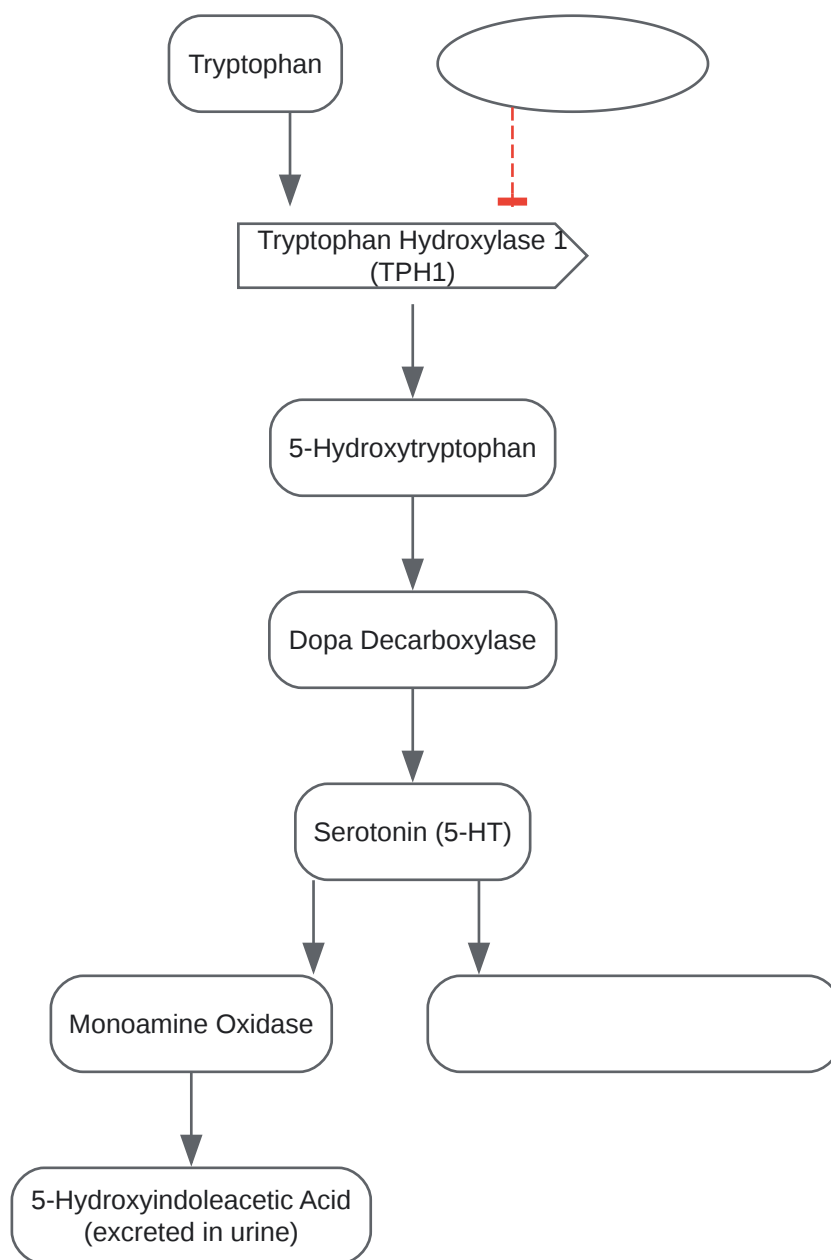 Tryptophan
Tryptophan Hydroxylase 1
(TPH1)
5-Hydroxytryptophan
Dopa Decarboxylase
Serotonin (5-HT)
Monoamine Oxidase
5-Hydroxyindoleacetic Acid
(excreted in urine)